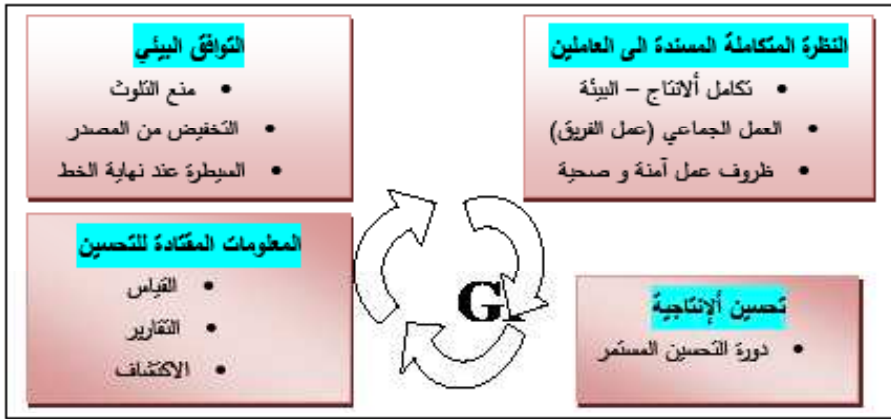 النظرة المتكاملة المسندة الى العاملين
• تكامل ألانتاج – البيئة
• العمل الجماعي (عمل الفريق)
• ظروف عمل آمنة و صحية
التوافق البيئي
• منع التلوث
• التخفيض من المصدر
• السيطرة عند نهاية الخط
تحسين ألإنتاجية
• دورة التحسين المستمر
المعلومات المقتادة للتحسين
• القياس
• التقارير
• الاكتشاف